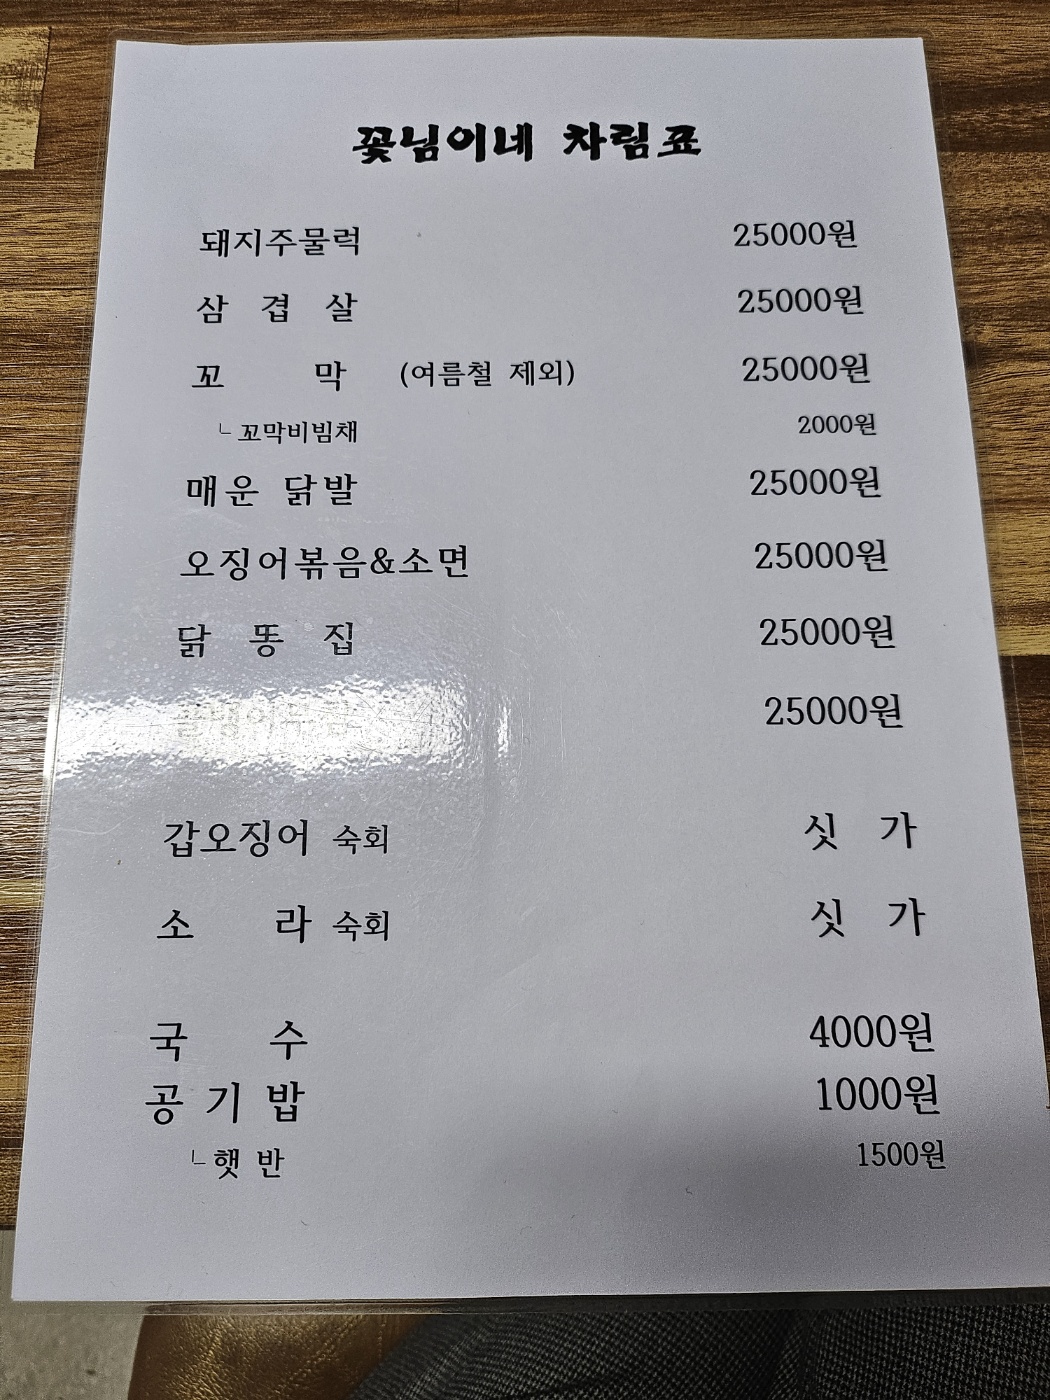 꽃님이네 차림표
돼지주물럭 25000원
삼 겹 살 25000원
꼬 막 (여름철 제외) 25000원
ㄴ꼬막비빔채 2000원
매운 닭발 25000원
오징어볶음&소면 25000원
닭 똥 집 25000원
25000원
갑오징어 숙회 싯 가
소 라 숙회 싯 가
국 수 4000원
공 기 밥 1000원
ㄴ햇 반 1500원